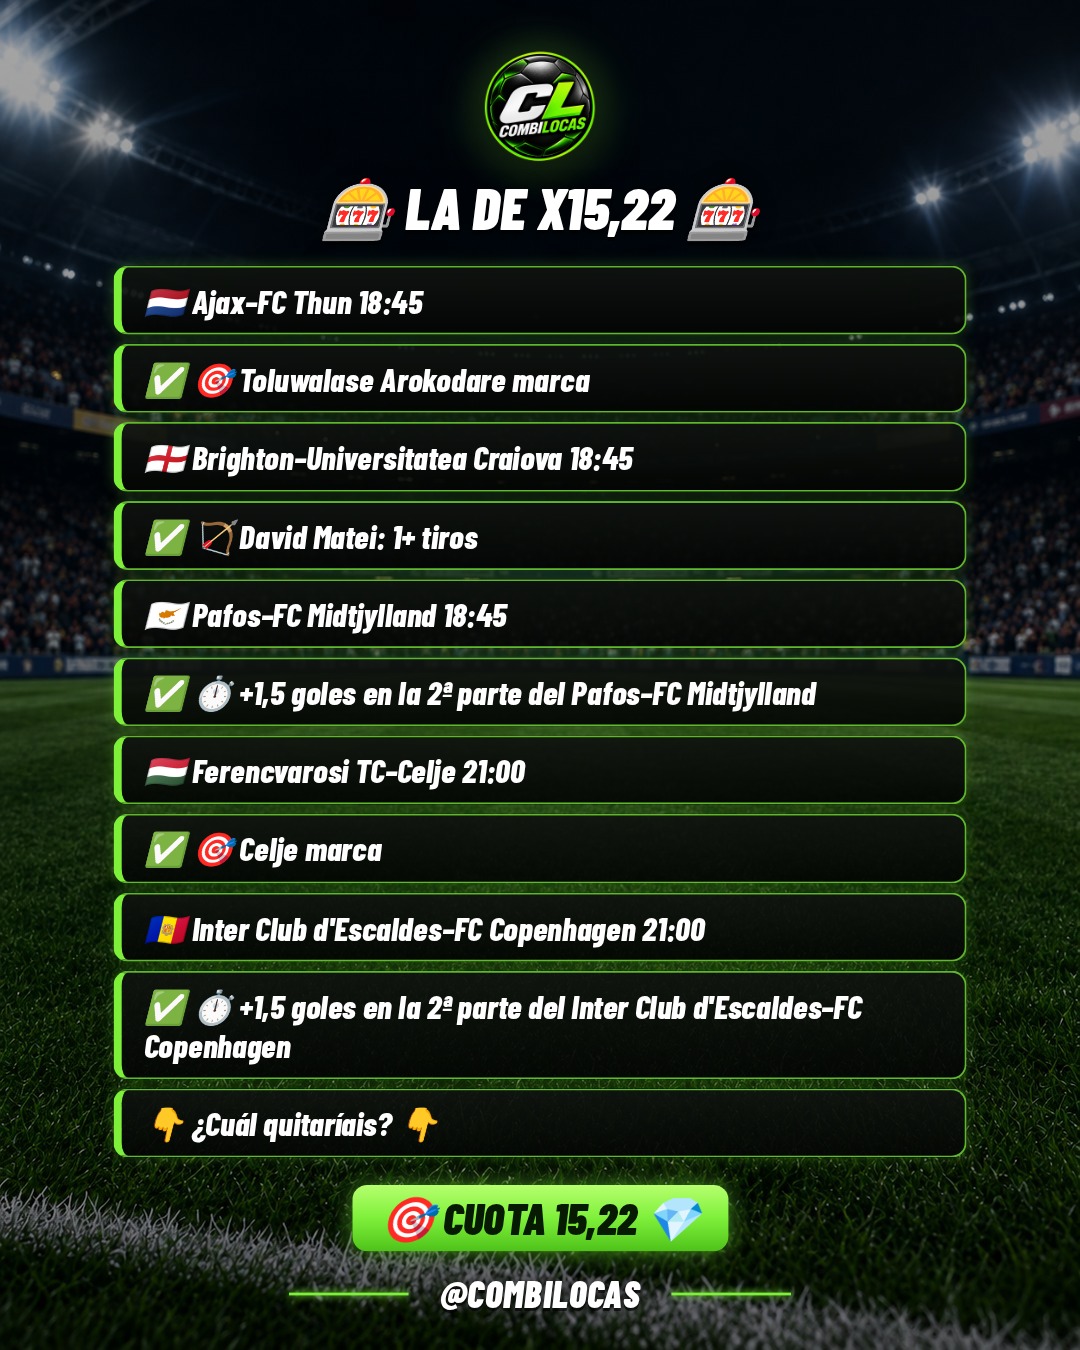 CL
COMBILOCAS
🎰 LA DE X15,22 🎰
🇳🇱 Ajax-FC Thun 18:45
✅ 🎯 Toluwalase Arokodare marca
🏴󠁧󠁢󠁥󠁮󠁧󠁿 Brighton-Universitatea Craiova 18:45
✅ 🏹 David Matei: 1+ tiros
🇨🇾 Pafos-FC Midtjylland 18:45
✅ ⏱️ +1,5 goles en la 2ª parte del Pafos-FC Midtjylland
🇭🇺 Ferencvarosi TC-Celje 21:00
✅ 🎯 Celje marca
🇦🇩 Inter Club d'Escaldes-FC Copenhagen 21:00
✅ ⏱️ +1,5 goles en la 2ª parte del Inter Club d'Escaldes-FC
Copenhagen
👇 ¿Cuál quitaríais? 👇
🎯 CUOTA 15,22 💎
@COMBILOCAS